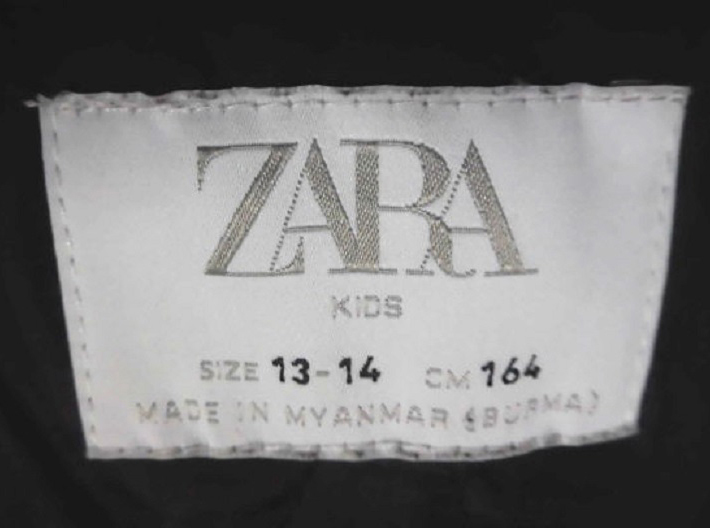 ZARA
KIDS
SIZE 13-14 CM 164
MADE IN MYANMAR (BURMA)